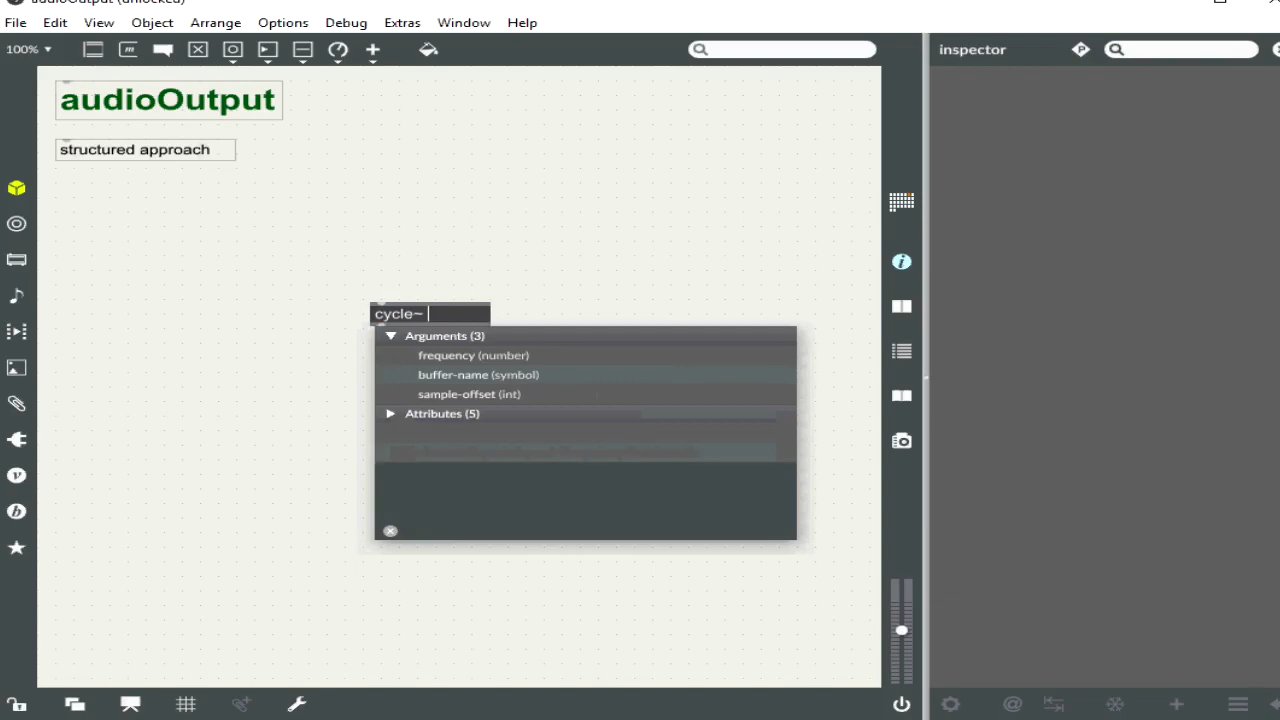 audioOutput (unlocked)
File Edit View Object Arrange Options Debug Extras Window Help
100%
inspector
audioOutput
structured approach
cycle~
Arguments (3)
frequency (number)
buffer-name (symbol)
sample-offset (int)
Attributes (5)